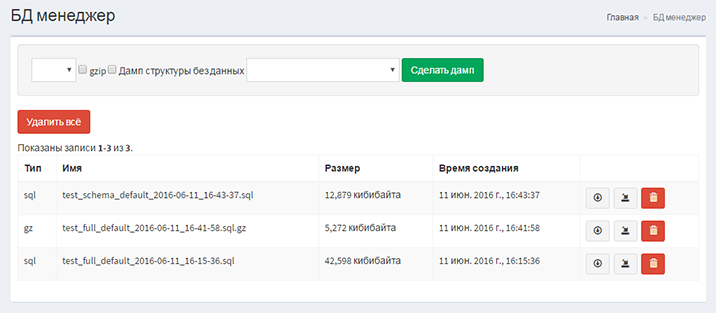 БД менеджер
Главная > БД менеджер
gzip Дамп структуры без данных Сделать дамп
Удалить всё
Показаны записи 1-3 из 3.
Тип Имя Размер Время создания
sql test_schema_default_2016-06-11_16-43-37.sql 12,879 кибибайта 11 июн. 2016 г., 16:43:37
gz test_full_default_2016-06-11_16-41-58.sql.gz 5,272 кибибайта 11 июн. 2016 г., 16:41:58
sql test_full_default_2016-06-11_16-15-36.sql 42,598 кибибайта 11 июн. 2016 г., 16:15:36